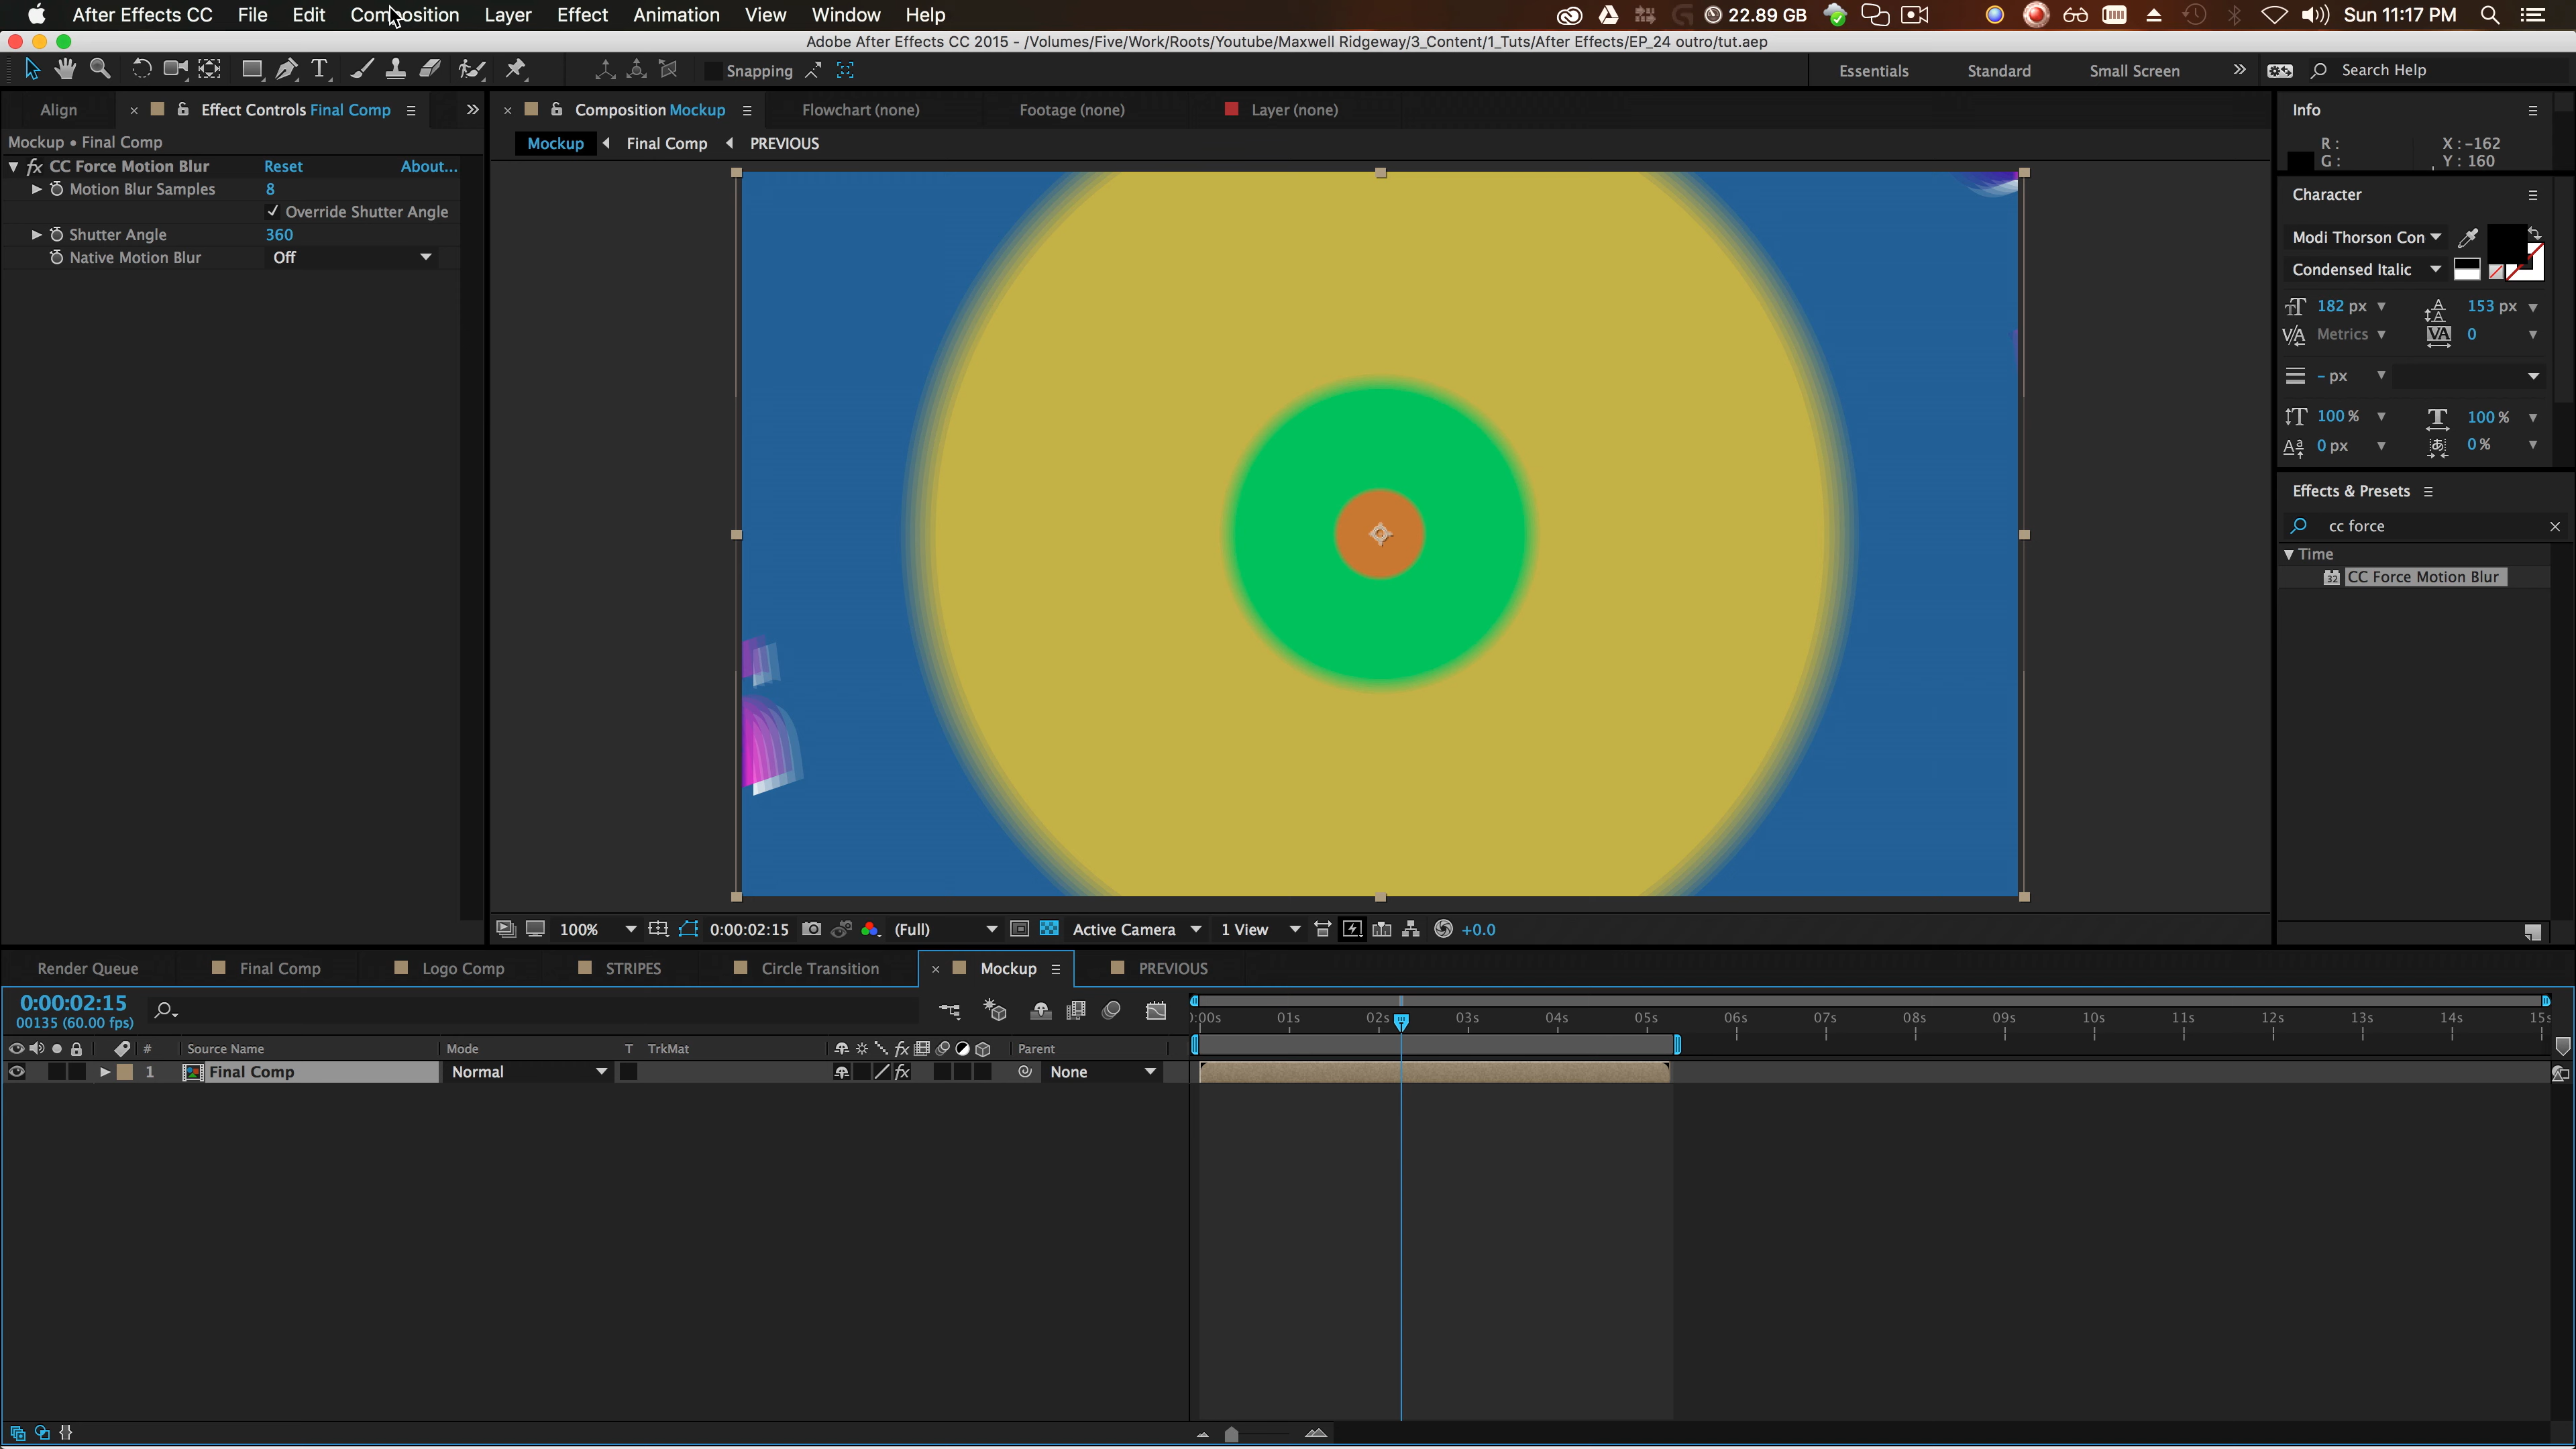 After Effects CC File Edit Composition Layer Effect Animation View Window Help 22.89 GB Sun 11:17 PM
Adobe After Effects CC 2015 - /Volumes/Five/Work/Roots/Youtube/Maxwell Ridgeway/3_Content/1_Tuts/After Effects/EP_24 outro/tut.aep
Snapping Essentials Standard Small Screen Search Help
Align Effect Controls Final Comp Composition Mockup Flowchart (none) Footage (none) Layer (none) Info
Mockup • Final Comp Mockup Final Comp PREVIOUS R: X: -162
G: Y: 160
fx CC Force Motion Blur Reset About...
Motion Blur Samples 8
Override Shutter Angle
Shutter Angle 360
Native Motion Blur Off
Character
Modi Thorson Con
Condensed Italic
182 px 153 px
Metrics 0
- px
100 % 100 %
0 px 0 %
Effects & Presets
cc force
Time
32 CC Force Motion Blur
100% 0:00:02:15 (Full) Active Camera 1 View +0.0
Render Queue Final Comp Logo Comp STRIPES Circle Transition Mockup PREVIOUS
0:00:02:15
00135 (60.00 fps)
):00s 01s 02s 03s 04s 05s 06s 07s 08s 09s 10s 11s 12s 13s 14s 15s
# Source Name Mode T TrkMat fx Parent
1 Final Comp Normal fx None